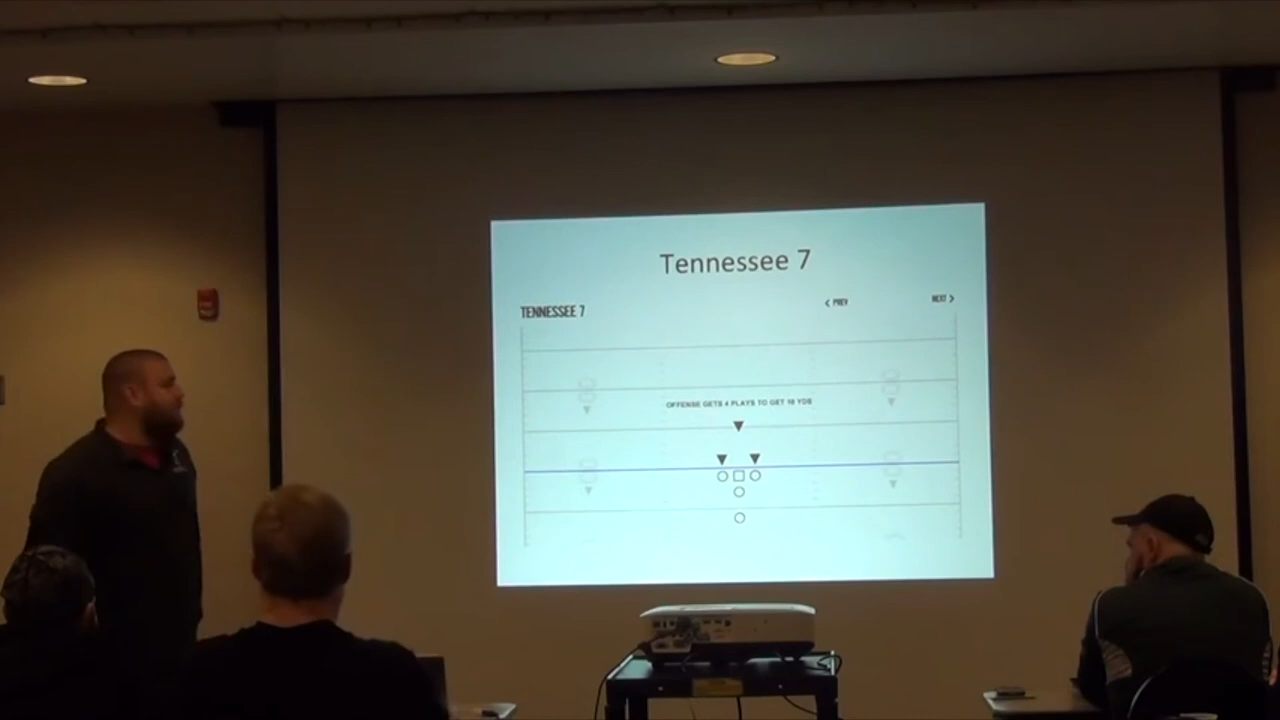 Tennessee 7
TENNESSEE 7
< PREV
NEXT >
OFFENSE GETS 4 PLAYS TO GET 10 YDS